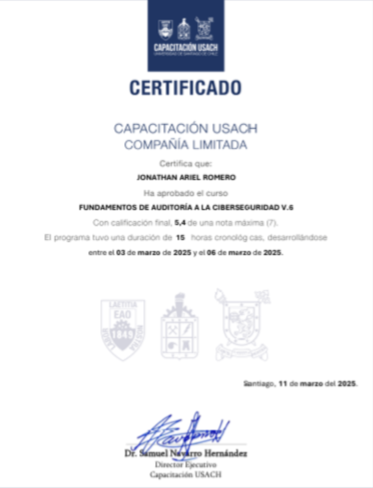 CAPACITACIÓN USACH
UNIVERSIDAD DE SANTIAGO DE CHILE
CERTIFICADO
CAPACITACIÓN USACH
COMPAÑÍA LIMITADA
Certifica que:
JONATHAN ARIEL ROMERO
Ha aprobado el curso
FUNDAMENTOS DE AUDITORÍA A LA CIBERSEGURIDAD V.6
Con calificación final, 5,4 de una nota máxima (7).
El programa tuvo una duración de 15 horas cronológ cas, desarrollándose
entre el 03 de marzo de 2025 y el 06 de marzo de 2025.
LAETITIA
EAO
1849
Santiago, 11 de marzo del 2025.
Dr. Samuel Navarro Hernández
Director Ejecutivo
Capacitación USACH